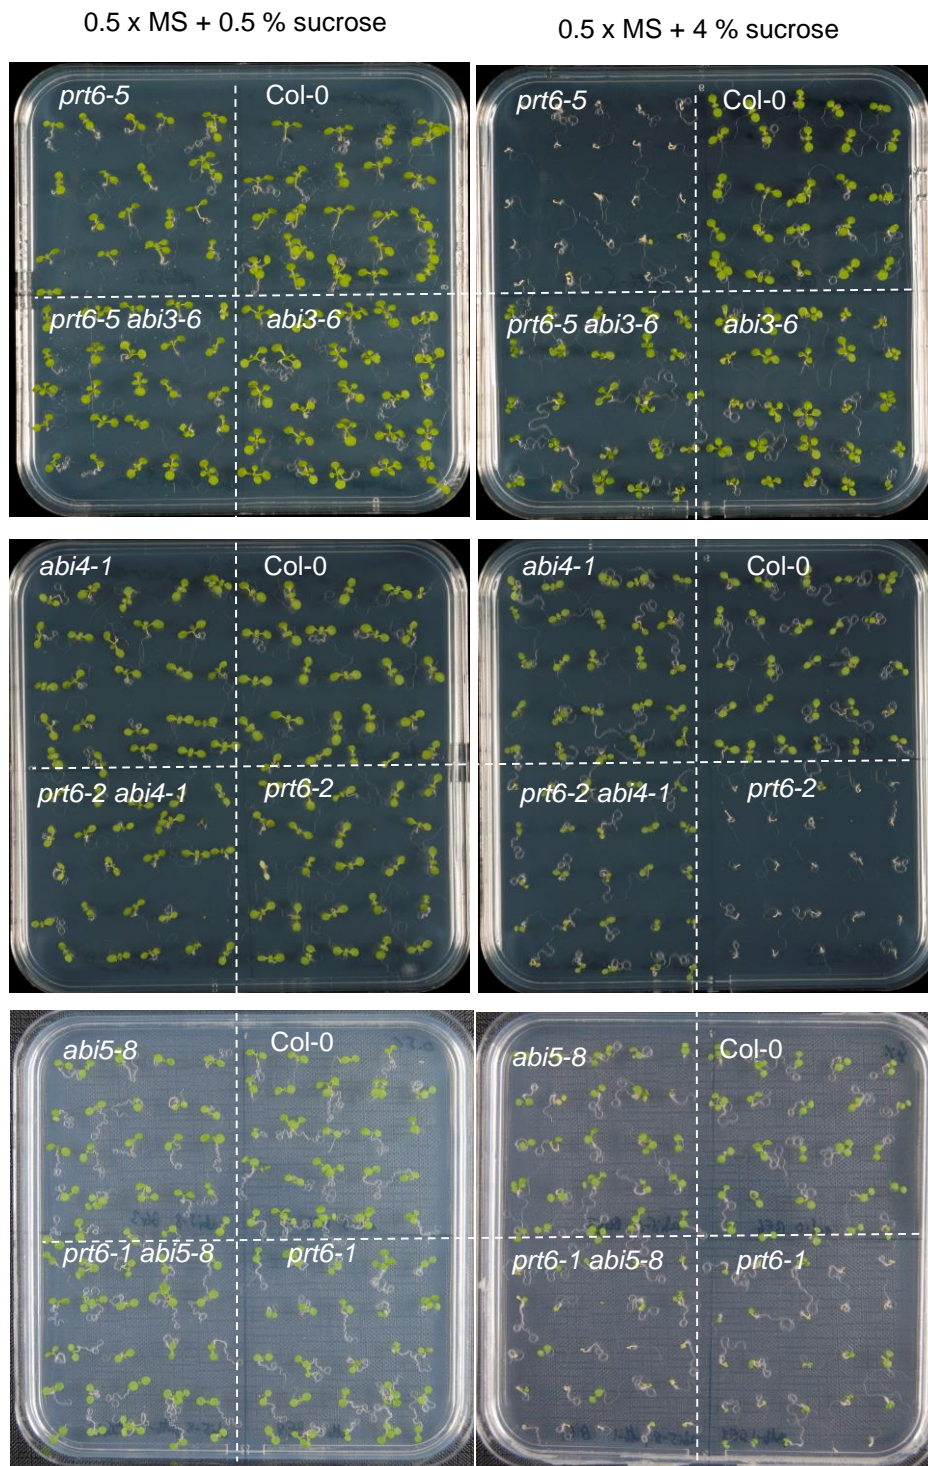 0.5 x MS + 0.5 % sucrose
0.5 x MS + 4 % sucrose
prt6-5
Col-0
prt6-5
Col-0
prt6-5 abi3-6
abi3-6
prt6-5 abi3-6
abi3-6
abi4-1
Col-0
abi4-1
Col-0
prt6-2 abi4-1
prt6-2
prt6-2 abi4-1
prt6-2
abi5-8
Col-0
abi5-8
Col-0
prt6-1 abi5-8
prt6-1
prt6-1 abi5-8
prt6-1